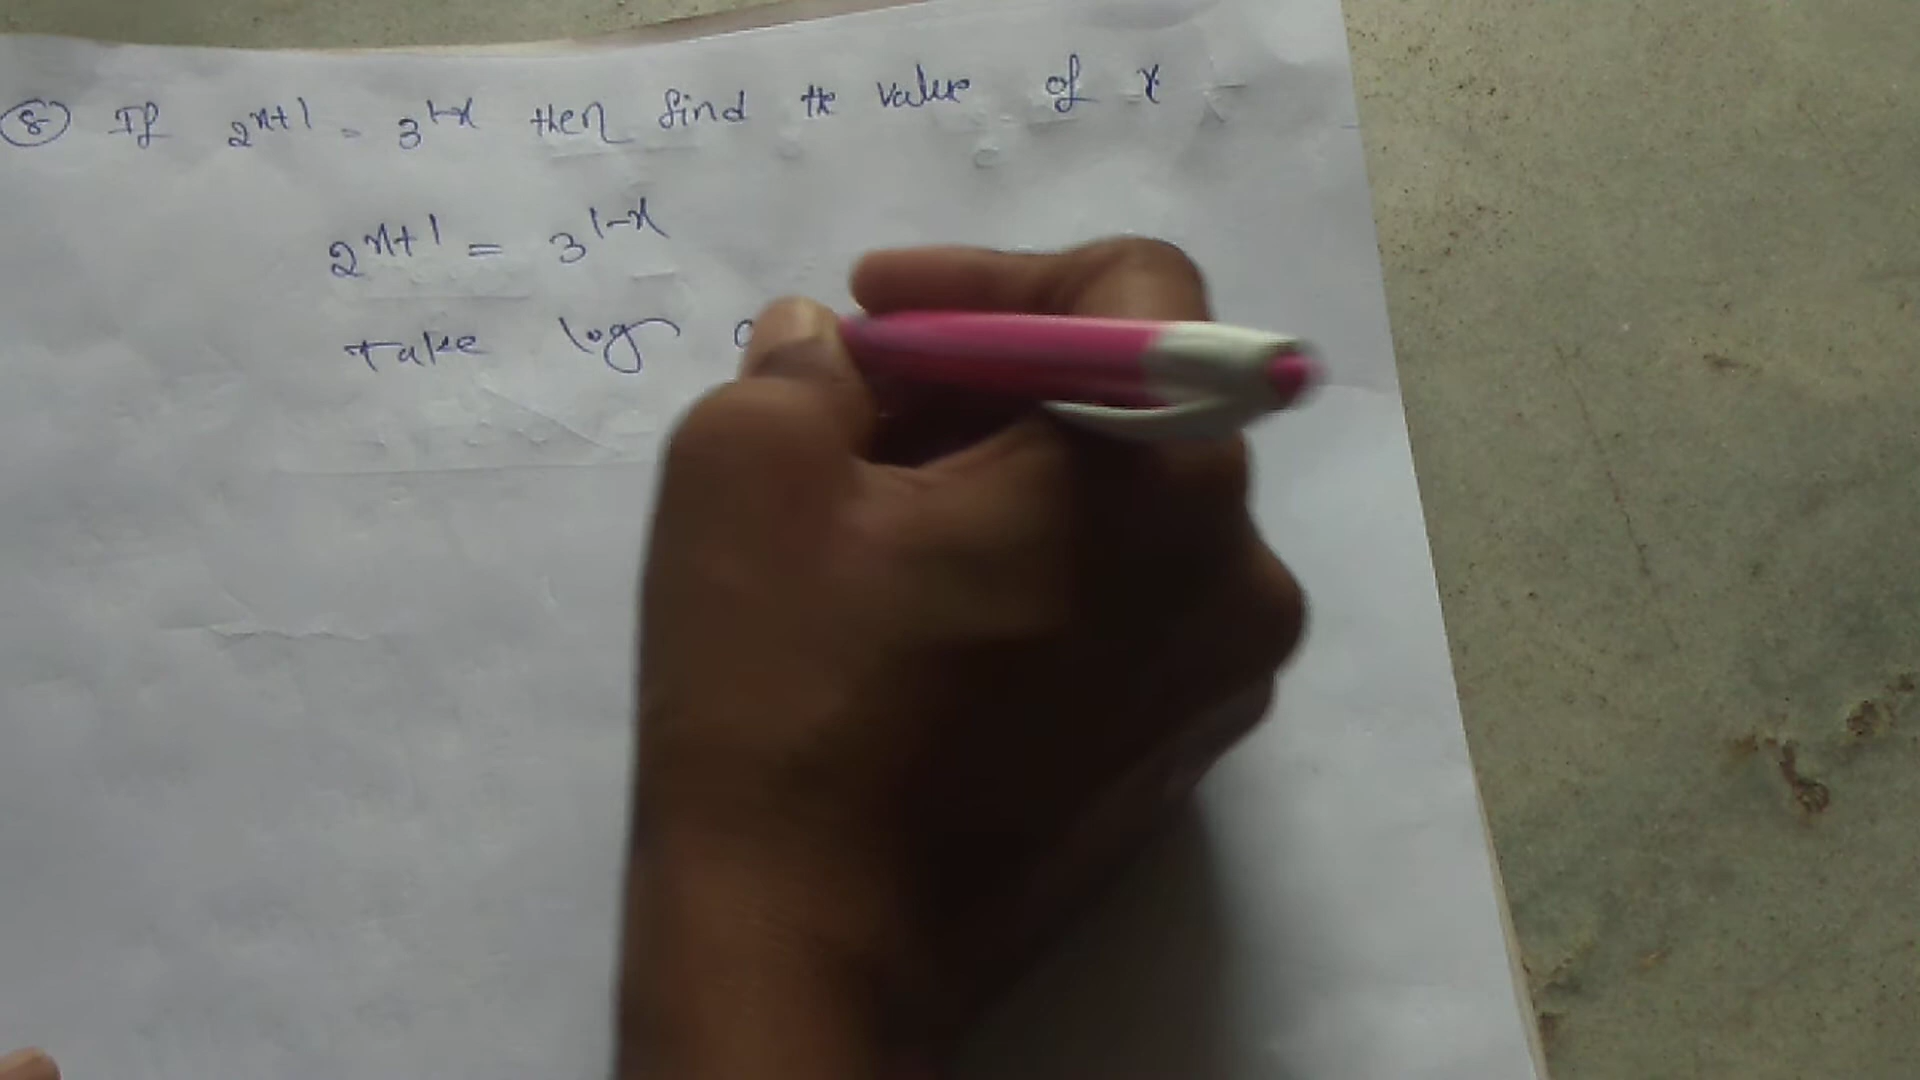 ⑧ If 2^x+1 = 3^1-x then find the value of x
2^x+1 = 3^1-x
Take log